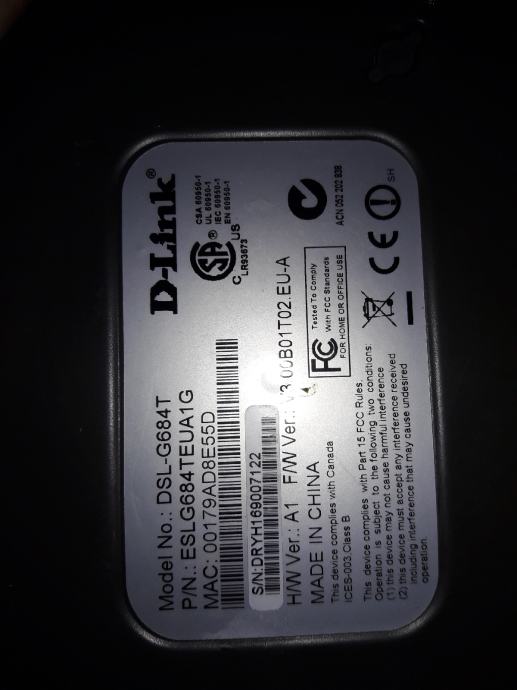 D-Link®
CSA 60950-1
UL 60950-1
IEC 60950-1
EN 60950-1
Model No.: DSL-G684T
P/N.: ESLG684TEUA1G
C US
LR93673
MAC: 00179AD8E55D
S/N:DRYH169007122
H/W Ver.: A1 F/W Ver.: V3.00B01T02.EU-A
MADE IN CHINA
FC Tested To Comply
With FCC Standards
FOR HOME OR OFFICE USE
ACN 052 202 838
This device complies with Canada
ICES-003 Class B
CE
SH
This device complies with Part 15 FCC Rules.
Operation is subject to the following two conditions:
(1) this device may not cause harmful interference
(2) this device must accept any interference received
including interference that may cause undesired
operation.